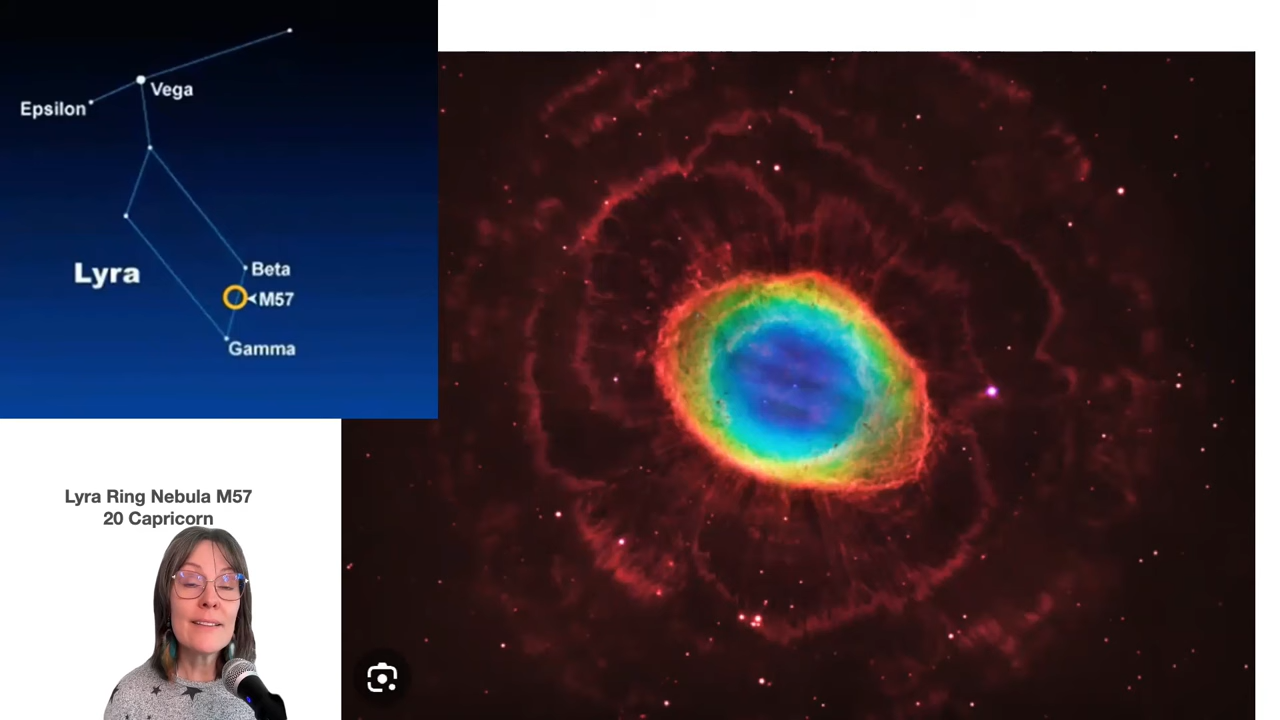 Vega
Epsilon
Lyra
Beta
M57
Gamma
Lyra Ring Nebula M57
20 Capricorn